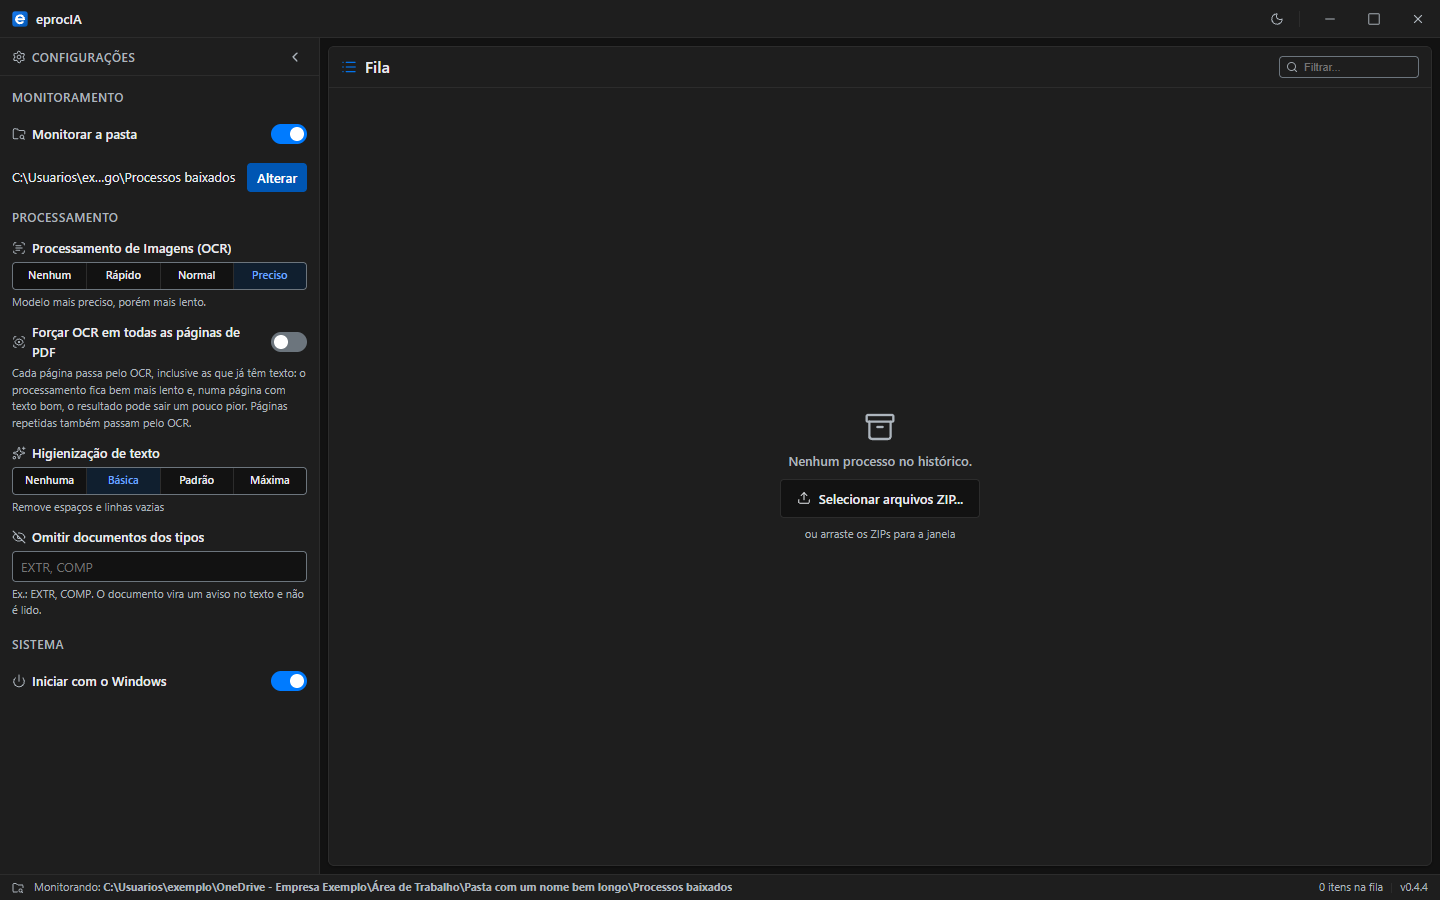 eprocIA
CONFIGURAÇÕES
MONITORAMENTO
Monitorar a pasta
C:\Usuarios\ex...go\Processos baixados
Alterar
PROCESSAMENTO
Processamento de Imagens (OCR)
Nenhum Rápido Normal Preciso
Modelo mais preciso, porém mais lento.
Forçar OCR em todas as páginas de
PDF
Cada página passa pelo OCR, inclusive as que já têm texto: o
processamento fica bem mais lento e, numa página com
texto bom, o resultado pode sair um pouco pior. Páginas
repetidas também passam pelo OCR.
Higienização de texto
Nenhuma Básica Padrão Máxima
Remove espaços e linhas vazias
Omitir documentos dos tipos
EXTR, COMP
Ex.: EXTR, COMP. O documento vira um aviso no texto e não
é lido.
SISTEMA
Iniciar com o Windows
Fila
Filtrar...
Nenhum processo no histórico.
Selecionar arquivos ZIP...
ou arraste os ZIPs para a janela
Monitorando: C:\Usuarios\exemplo\OneDrive - Empresa Exemplo\Área de Trabalho\Pasta com um nome bem longo\Processos baixados
0 itens na fila
v0.4.4